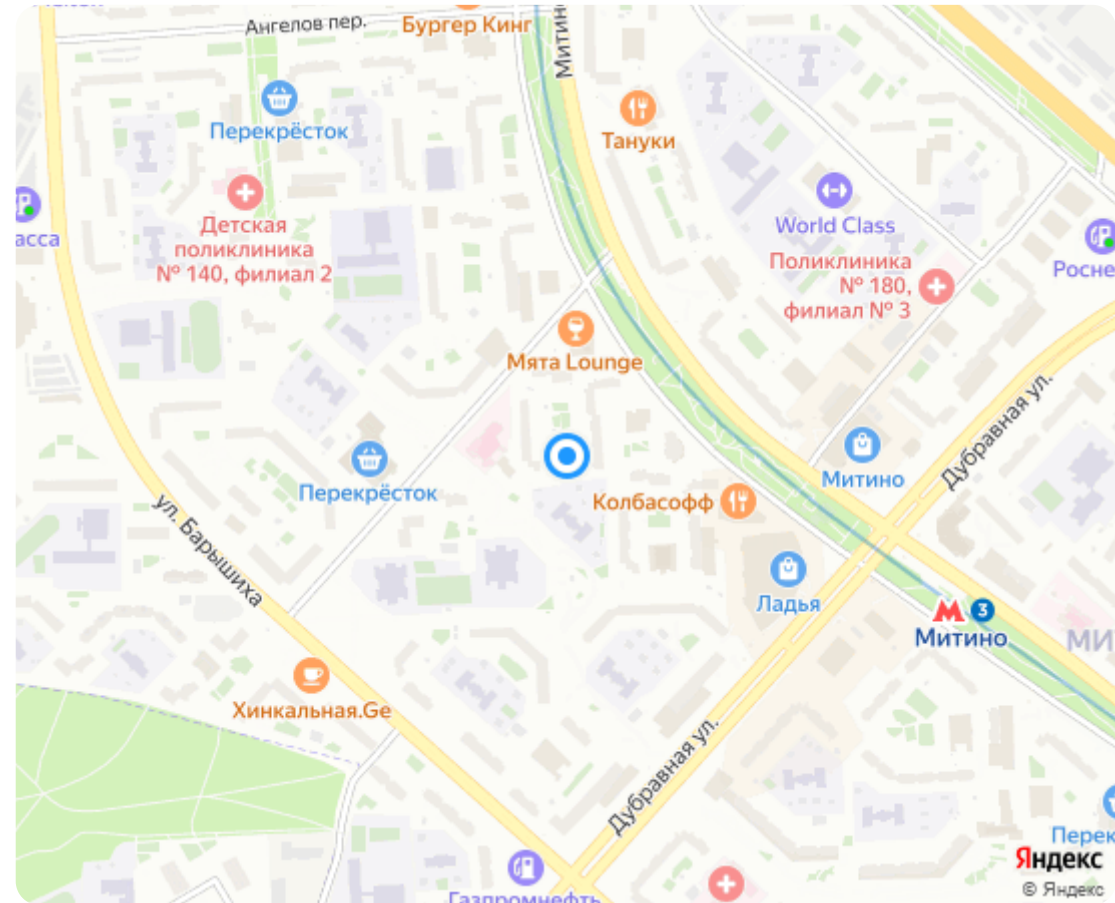 Ангелов пер.
Бургер Кинг
Митин
Перекрёсток
Тануки
асса
Детская
поликлиника
№ 140, филиал 2
World Class
Поликлиника
№ 180,
филиал № 3
Росне
Мята Lounge
Дубравная ул.
Перекрёсток
Колбасофф
Митино
ул. Барышиха
Ладья
М 3
Митино
МИ
Хинкальная.Ge
Дубравная ул.
Перек
Яндекс
© Яндекс
Газпромнефть